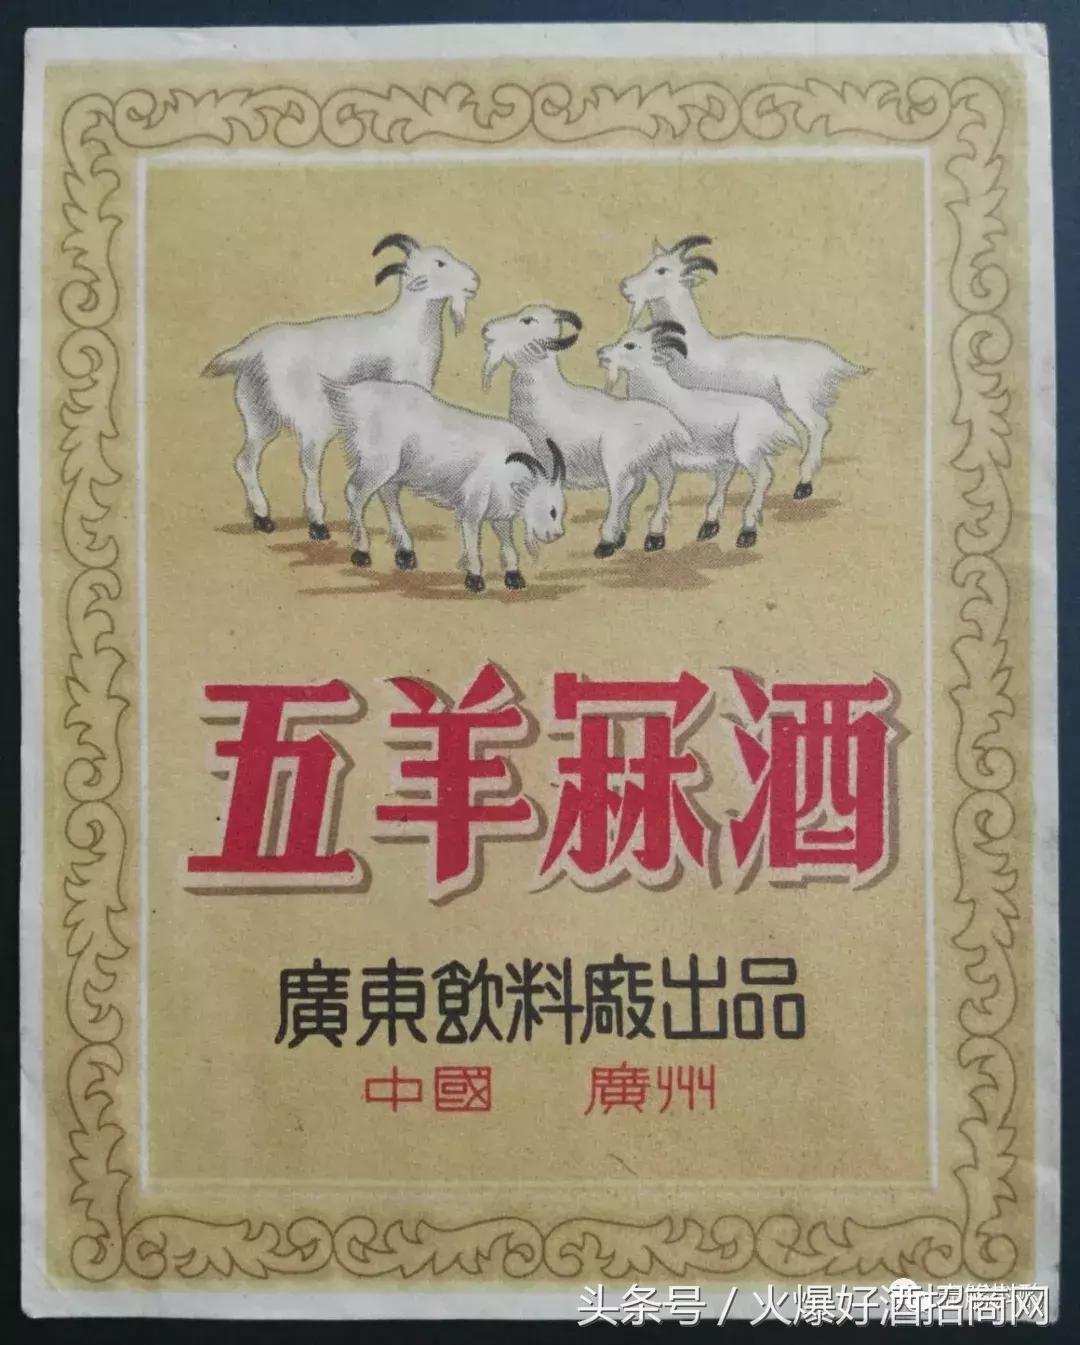 五羊冧酒
廣東飲料廠出品
中國 廣州
头条号 / 火爆好酒招商网